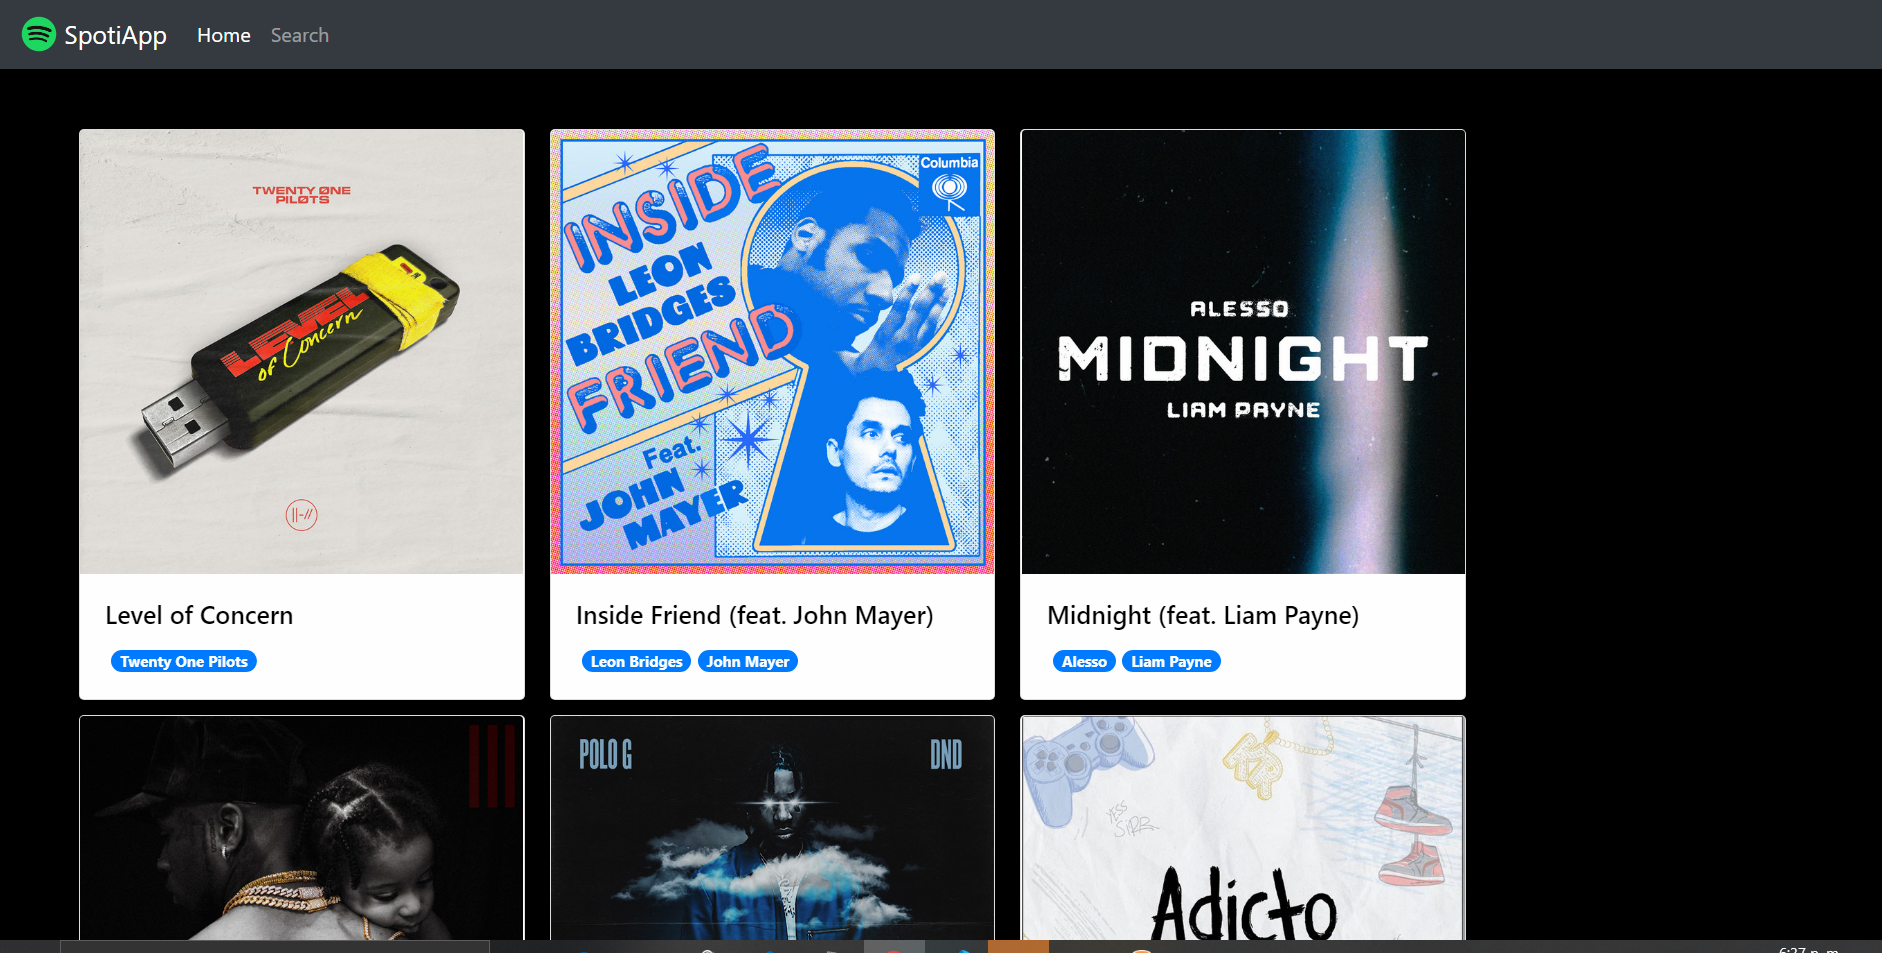 SpotiApp
Home
Search
TWENTY ØNE
PILØTS
LEVEL
of Concern
||-//
INSIDE
LEON
BRIDGES
FRIEND
Feat.
JOHN
MAYER
Columbia
ALESSO
MIDNIGHT
LIAM PAYNE
Level of Concern
Twenty One Pilots
Inside Friend (feat. John Mayer)
Leon Bridges
John Mayer
Midnight (feat. Liam Payne)
Alesso
Liam Payne
POLO G
DND
YESS
SIRR
Adicto